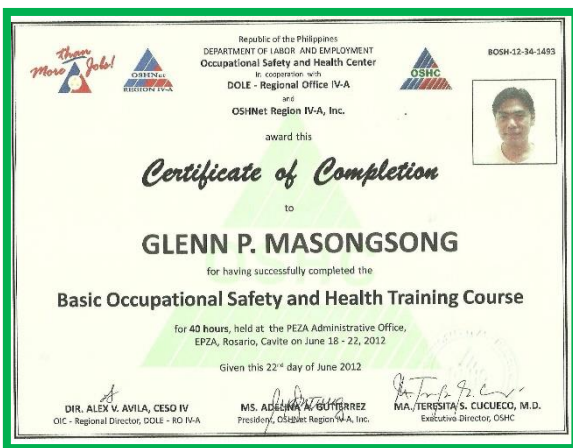 Republic of the Philippines
DEPARTMENT OF LABOR AND EMPLOYMENT
Occupational Safety and Health Center
In cooperation with
DOLE - Regional Office IV-A
and
OSHNet Region IV-A, Inc.
More than Jobs!
OSHNet
REGION IV-A
OSHC
BOSH-12-34-1493
award this
Certificate of Completion
to
GLENN P. MASONGSONG
for having successfully completed the
Basic Occupational Safety and Health Training Course
for 40 hours, held at the PEZA Administrative Office,
EPZA, Rosario, Cavite on June 18 - 22, 2012
Given this 22nd day of June 2012
DIR. ALEX V. AVILA, CESO IV
OIC - Regional Director, DOLE - RO IV-A
MS. ADELINA A. GUTIERREZ
President, OSHNet Region IV-A, Inc.
MA. TERESITA S. CUCUECO, M.D.
Executive Director, OSHC
OSHC